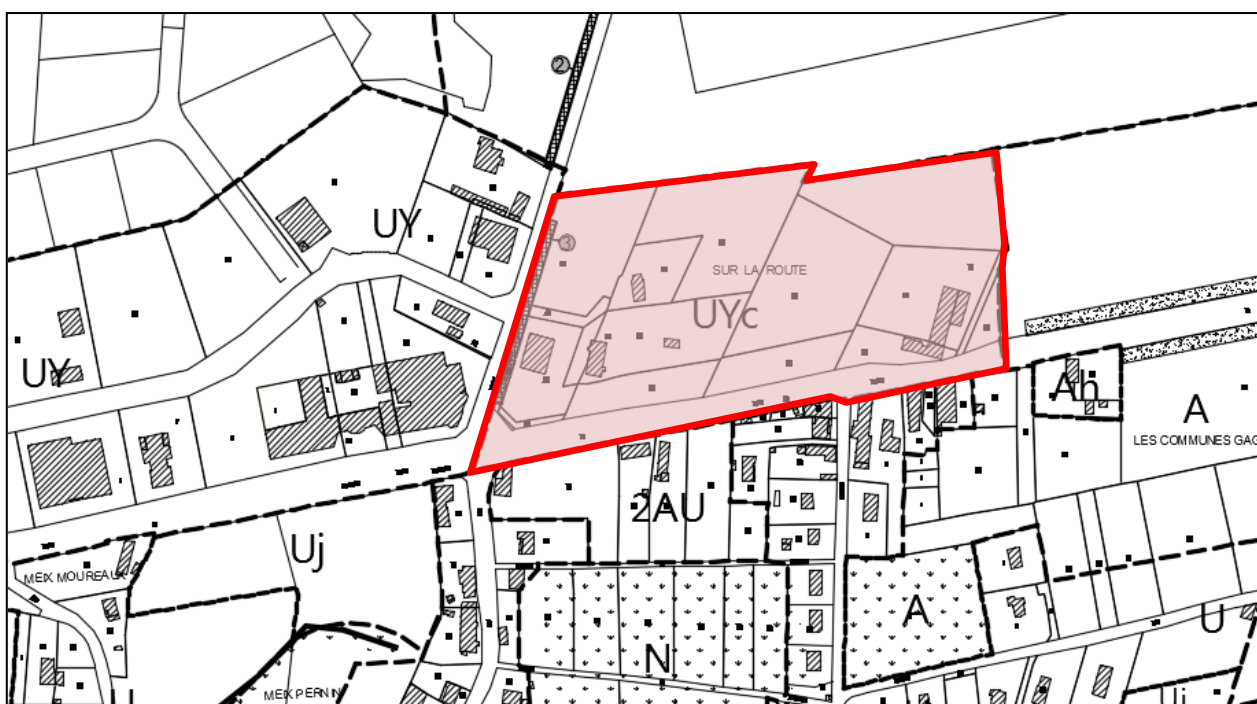 2
UY
3
SUR LA ROUTE
UYc
UY
Ah
A
LES COMMUNES GAG
2AU
Uj
MEIX MOUREAUX
A
U
N
MEIX PERNIN